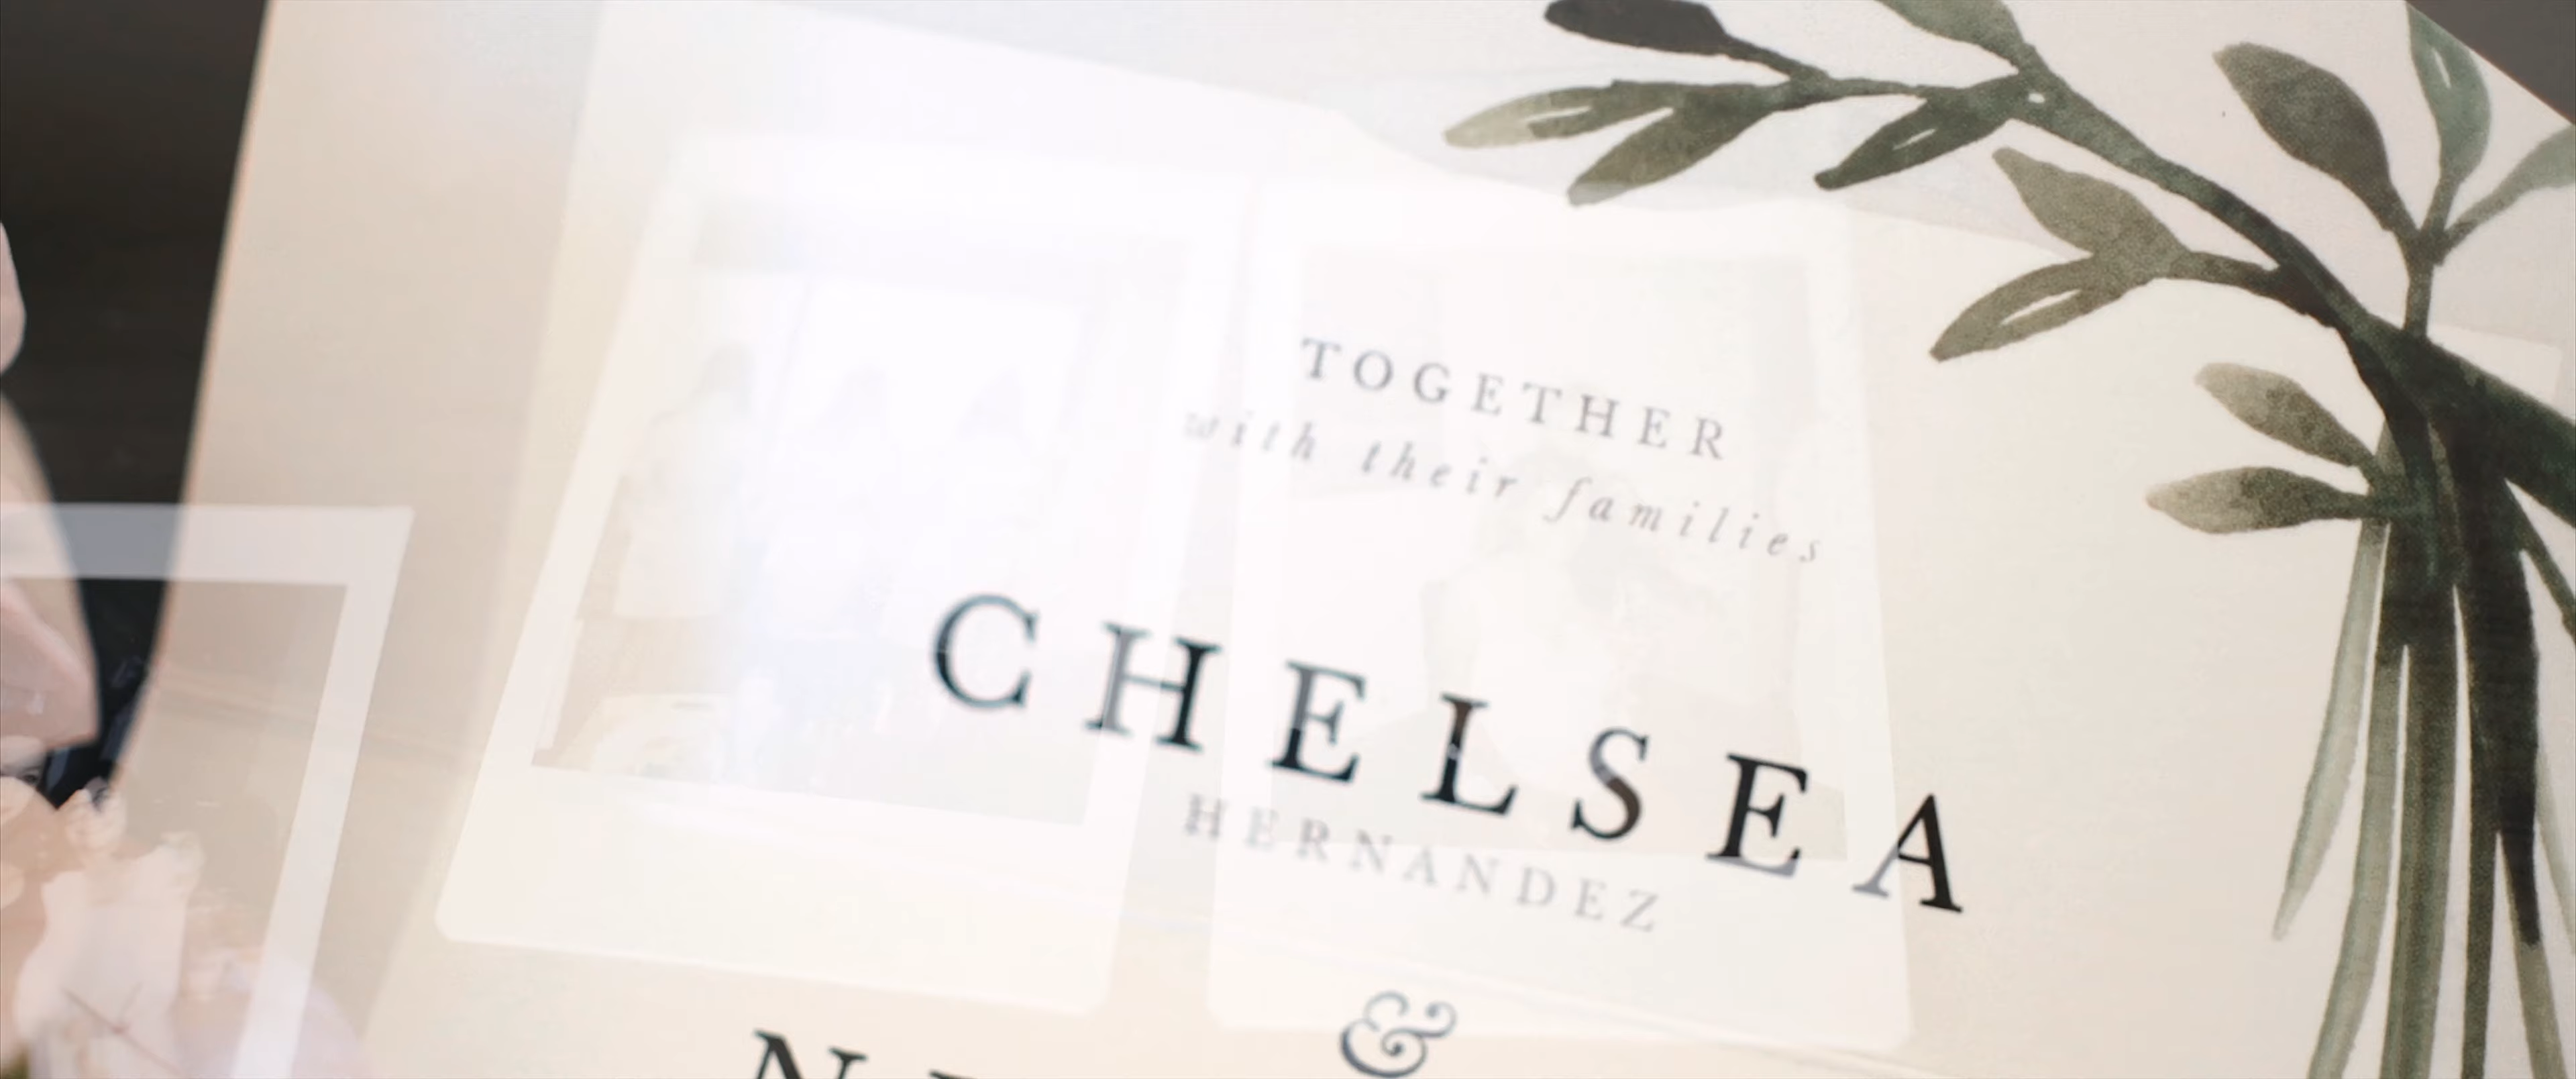 TOGETHER
with their families
CHELSEA
HERNANDEZ
&